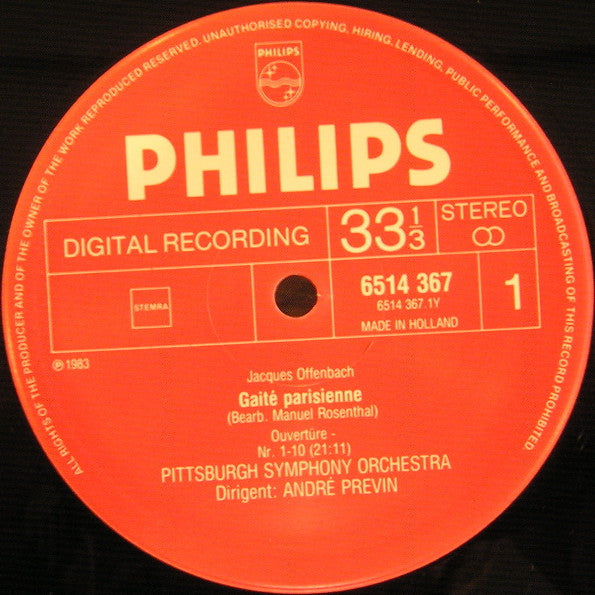 ALL RIGHTS OF THE PRODUCER AND OF THE OWNER OF THE WORK REPRODUCED RESERVED. UNAUTHORISED COPYING, HIRING, LENDING, PUBLIC PERFORMANCE AND BROADCASTING OF THIS RECORD PROHIBITED.
PHILIPS
PHILIPS
DIGITAL RECORDING
33 1/3
STEREO
STEMRA
6514 367
6514 367.1Y
MADE IN HOLLAND
1
℗ 1983
Jacques Offenbach
Gaité parisienne
(Bearb. Manuel Rosenthal)
Ouvertüre -
Nr. 1-10 (21:11)
PITTSBURGH SYMPHONY ORCHESTRA
Dirigent: ANDRÉ PREVIN